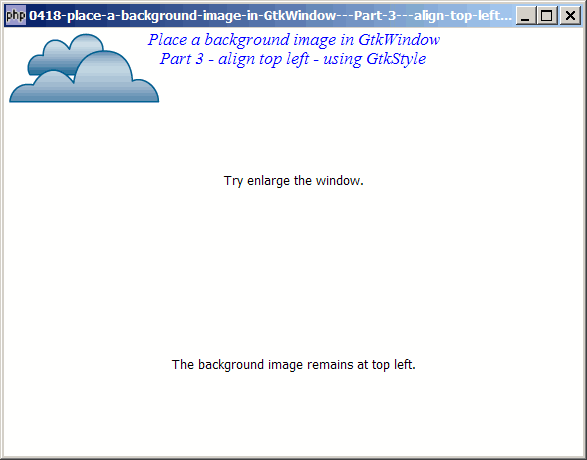 php 0418-place-a-background-image-in-GtkWindow---Part-3---align-top-left...
Place a background image in GtkWindow
Part 3 - align top left - using GtkStyle
Try enlarge the window.
The background image remains at top left.